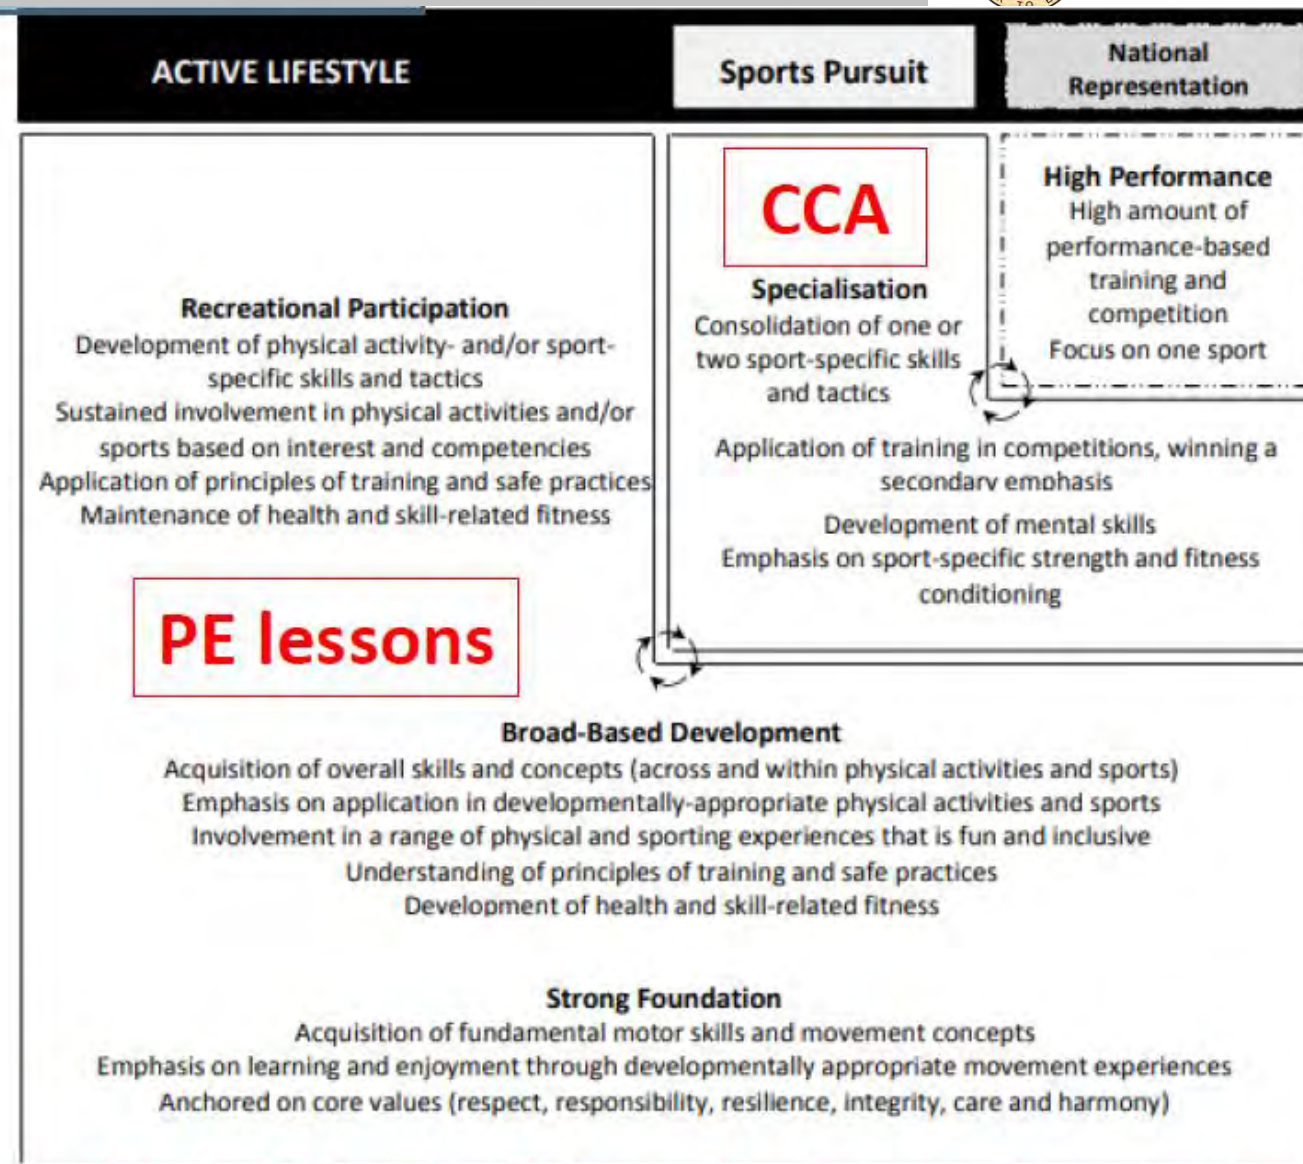 TO
ACTIVE LIFESTYLE
Sports Pursuit
National
Representation
Recreational Participation
Development of physical activity- and/or sport-
specific skills and tactics
Sustained involvement in physical activities and/or
sports based on interest and competencies
Application of principles of training and safe practices
Maintenance of health and skill-related fitness
PE lessons
CCA
Specialisation
Consolidation of one or
two sport-specific skills
and tactics
High Performance
High amount of
performance-based
training and
competition
Focus on one sport
Application of training in competitions, winning a
secondary emphasis
Development of mental skills
Emphasis on sport-specific strength and fitness
conditioning
Broad-Based Development
Acquisition of overall skills and concepts (across and within physical activities and sports)
Emphasis on application in developmentally-appropriate physical activities and sports
Involvement in a range of physical and sporting experiences that is fun and inclusive
Understanding of principles of training and safe practices
Development of health and skill-related fitness
Strong Foundation
Acquisition of fundamental motor skills and movement concepts
Emphasis on learning and enjoyment through developmentally appropriate movement experiences
Anchored on core values (respect, responsibility, resilience, integrity, care and harmony)